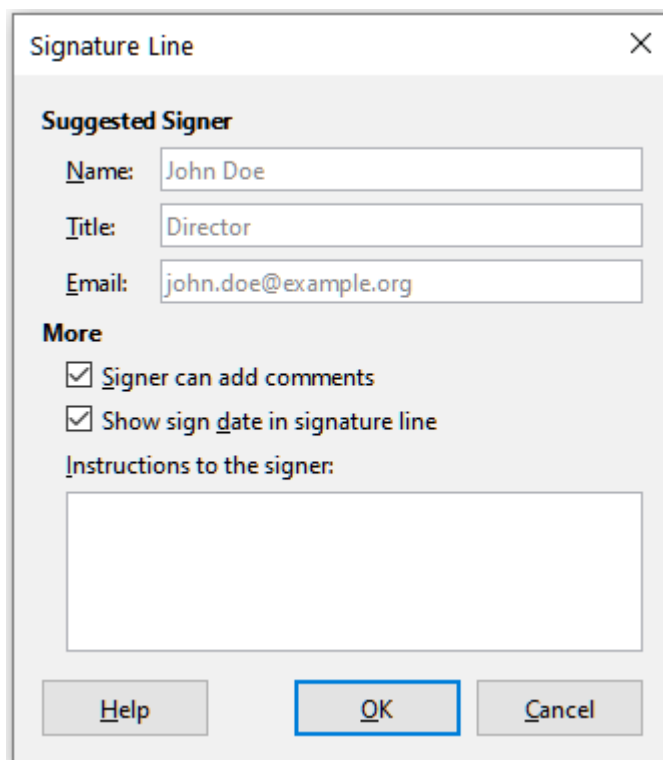 Signature Line
Suggested Signer
Name: John Doe
Title: Director
Email: john.doe@example.org
More
Signer can add comments
Show sign date in signature line
Instructions to the signer:
Help OK Cancel